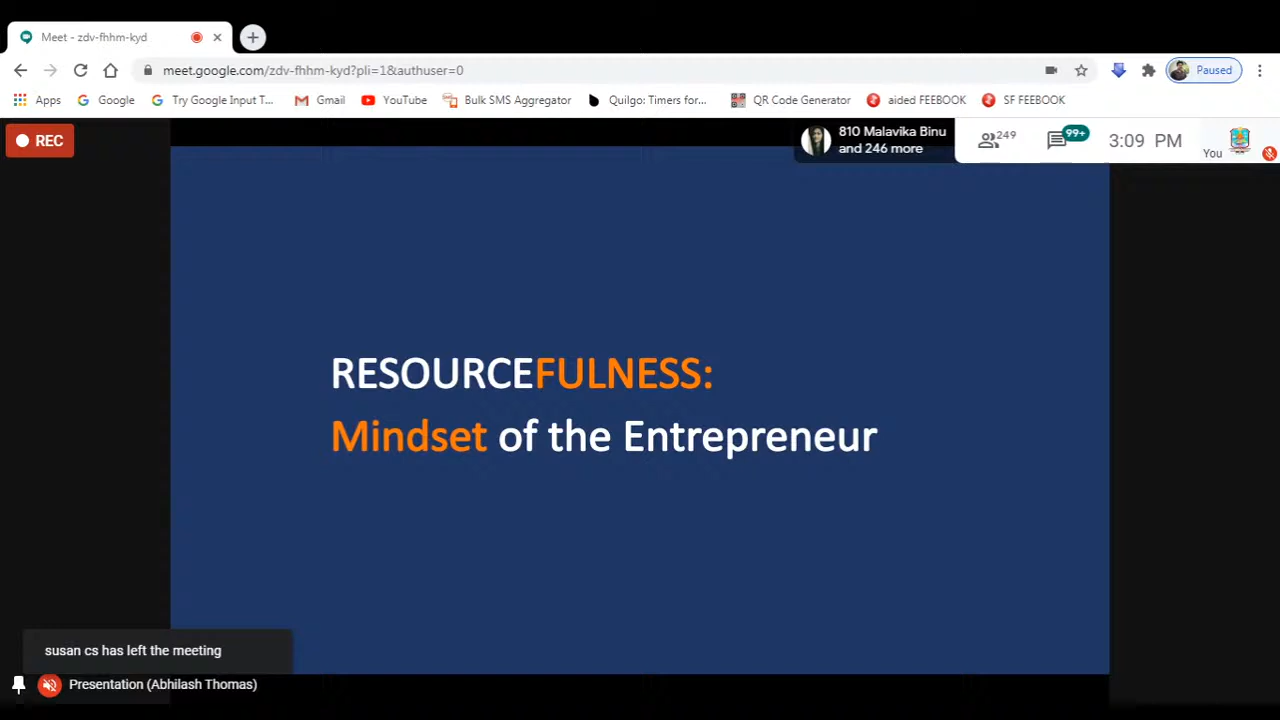 Meet - zdv-fhhm-kyd
meet.google.com/zdv-fhhm-kyd?pli=1&authuser=0
Paused
Apps
Google
Try Google Input T...
Gmail
YouTube
Bulk SMS Aggregator
Quilgo: Timers for...
QR Code Generator
aided FEEBOOK
SF FEEBOOK
REC
810 Malavika Binu
and 246 more
249
99+
3:09 PM
You
RESOURCEFULNESS:
Mindset of the Entrepreneur
susan cs has left the meeting
Presentation (Abhilash Thomas)